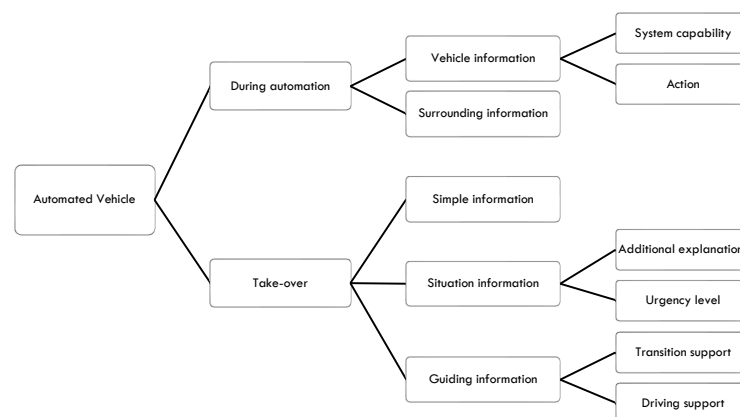 Automated Vehicle
During automation
Vehicle information
System capability
Action
Surrounding information
Take-over
Simple information
Situation information
Additional explanation
Urgency level
Guiding information
Transition support
Driving support